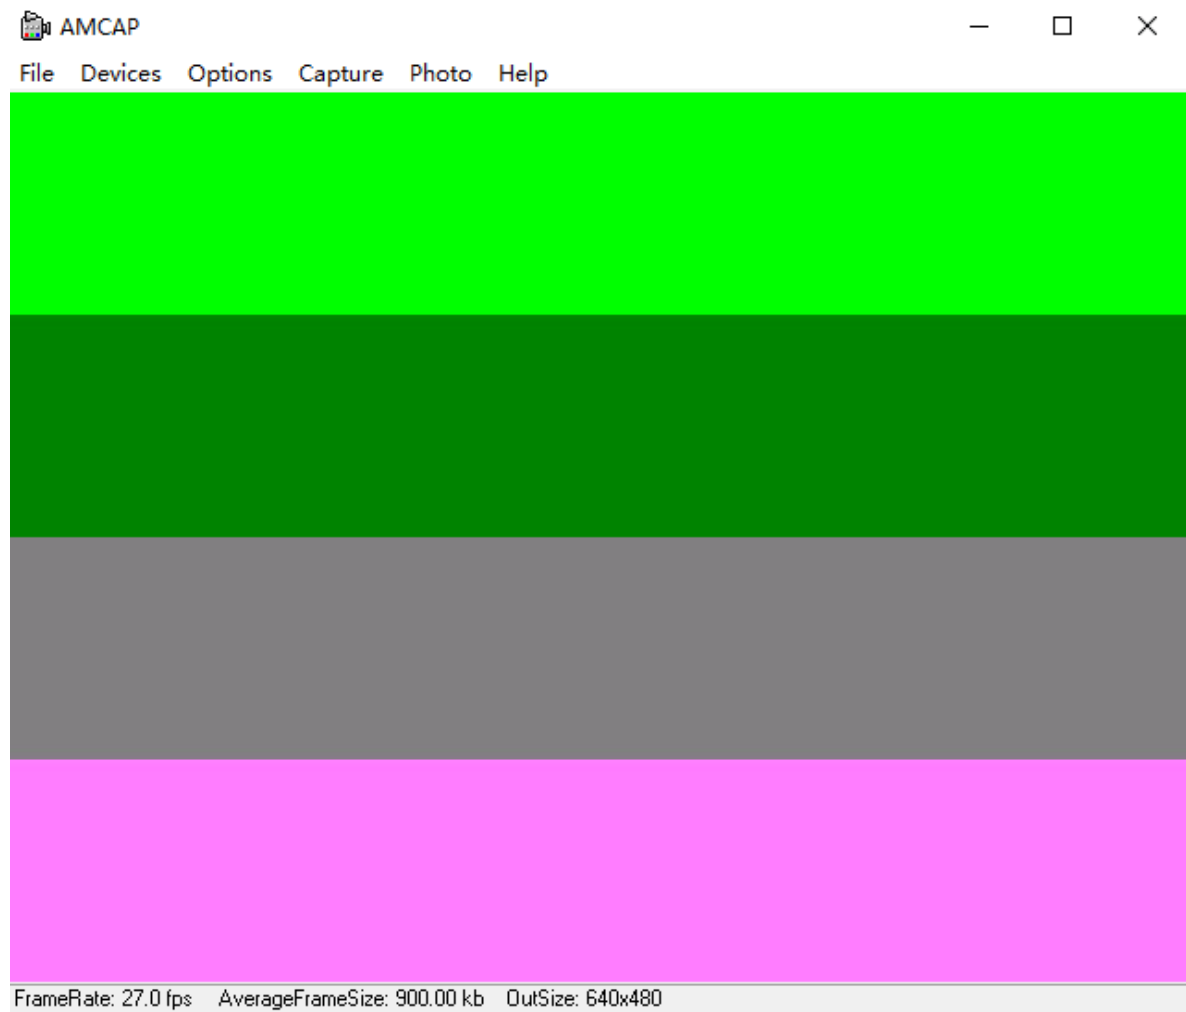 AMCAP
File Devices Options Capture Photo Help
FrameRate: 27.0 fps AverageFrameSize: 900.00 kb OutSize: 640x480